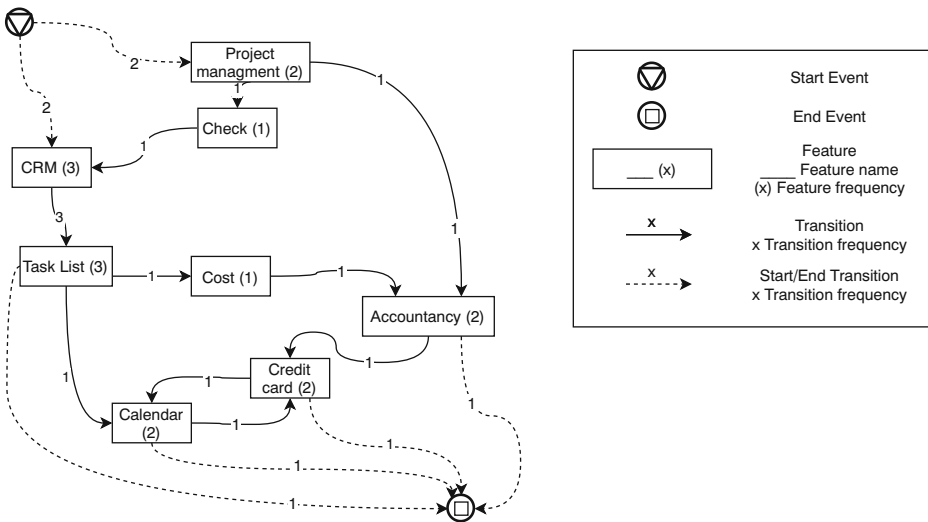 2
2
Project
managment (2)
1
1
Check (1)
1
CRM (3)
3
Task List (3)
1
Cost (1)
1
1
Accountancy (2)
1
Credit
card (2)
1
1
Calendar
(2)
1
1
1
1
1
Start Event
End Event
___ (x)
Feature
____ Feature name
(x) Feature frequency
x
Transition
x Transition frequency
x
Start/End Transition
x Transition frequency